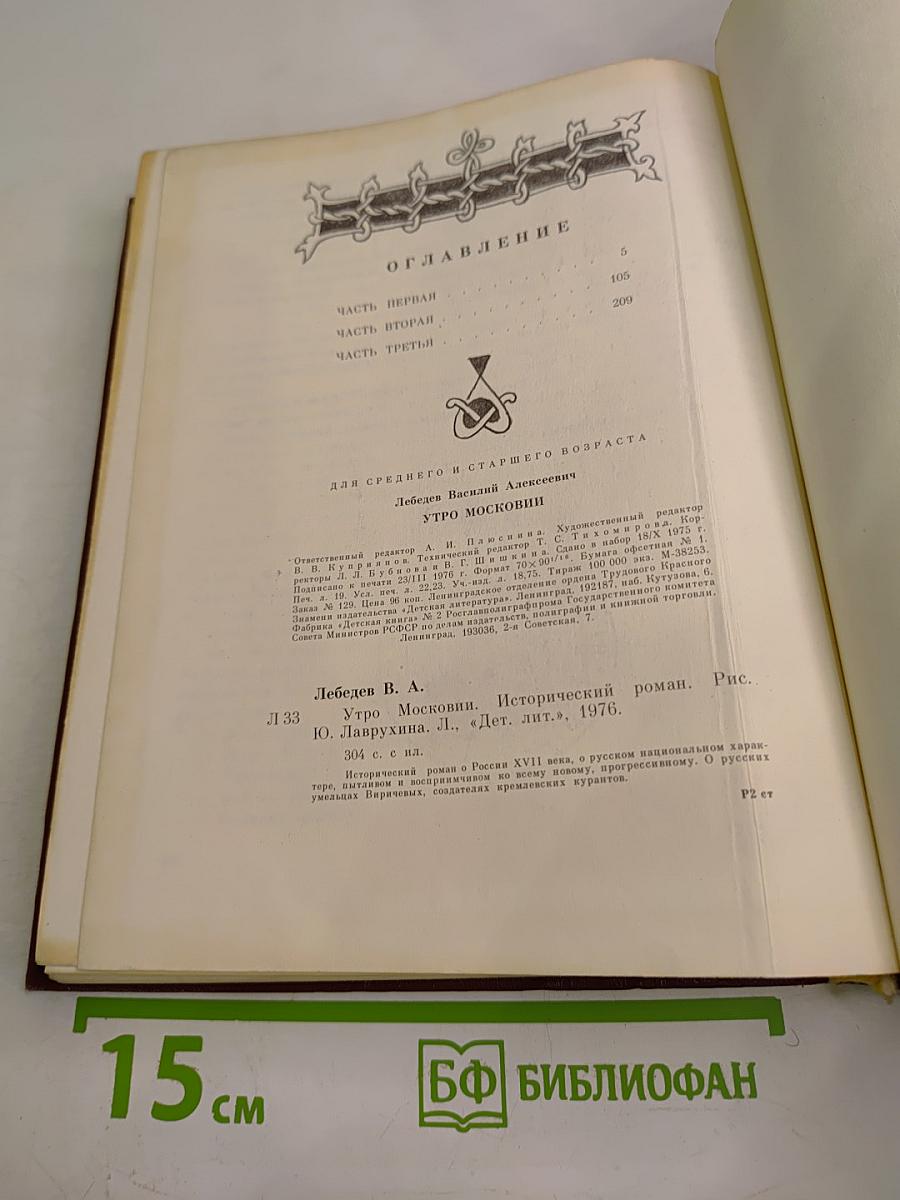 ОГЛАВЛЕНИЕ
ЧАСТЬ ПЕРВАЯ . . . . . . . . . . 5
ЧАСТЬ ВТОРАЯ . . . . . . . . . . 105
ЧАСТЬ ТРЕТЬЯ . . . . . . . . . . 209
ДЛЯ СРЕДНЕГО И СТАРШЕГО ВОЗРАСТА
Лебедев Василий Алексеевич
УТРО МОСКОВИИ
Ответственный редактор А. И. Плюснина. Художественный редактор
В. В. Куприянов. Технический редактор Т. С. Тихомирова. Кор-
ректоры Л. Л. Бубнова и В. Г. Шишкина. Сдано в набор 18/X 1975 г.
Подписано к печати 23/III 1976 г. Формат 70×90¹/₁₆. Бумага офсетная № 1.
Печ. л. 19. Усл. печ. л. 22,23. Уч.-изд. л. 18,75. Тираж 100 000 экз. М-38253.
Заказ № 129. Цена 96 коп. Ленинградское отделение ордена Трудового Красного
Знамени издательства «Детская литература». Ленинград, 192187, наб. Кутузова, 6.
Фабрика «Детская книга» № 2 Росглавполиграфпрома Государственного комитета
Совета Министров РСФСР по делам издательств, полиграфии и книжной торговли.
Ленинград, 193036, 2-я Советская, 7.
Лебедев В. А.
Л 33 Утро Московии. Исторический роман. Рис.
Ю. Лаврухина. Л., «Дет. лит.», 1976.
304 с. с ил.
Исторический роман о России XVII века, о русском национальном харак-
тере, пытливом и восприимчивом ко всему новому, прогрессивному. О русских
умельцах Виричевых, создателях кремлевских курантов.
Р2 ст
15 см
БФ БИБЛИОФАН